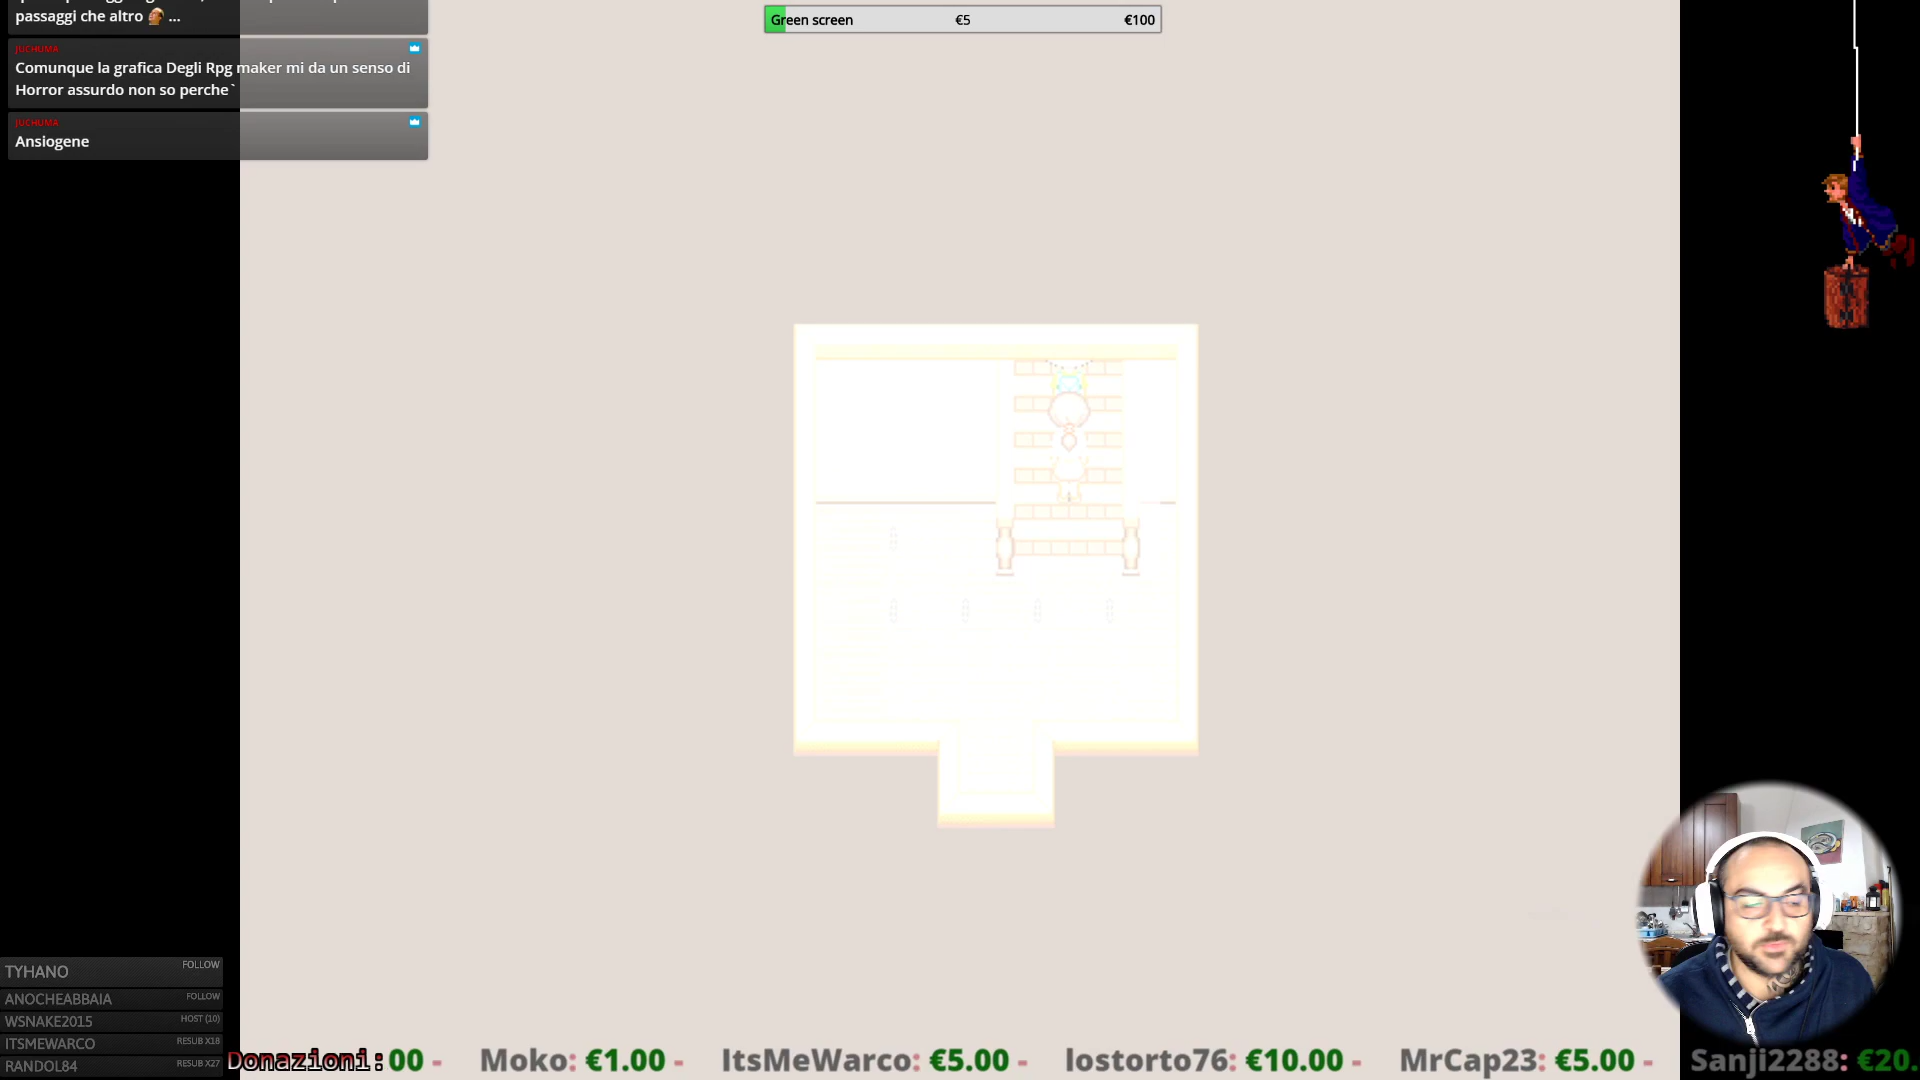 passaggi che altro ...
Green screen €5 €100
JUCHUMA
Comunque la grafica Degli Rpg maker mi da un senso di
Horror assurdo non so perche`
JUCHUMA
Ansiogene
TYHANO FOLLOW
ANOCHEABBAIA FOLLOW
WSNAKE2015 HOST (10)
ITSMEWARCO RESUB X18
RANDOL84 RESUB X27
Donazioni: 00 - Moko: €1.00 - ItsMeWarco: €5.00 - lostorto76: €10.00 - MrCap23: €5.00 - Sanji2288: €20.